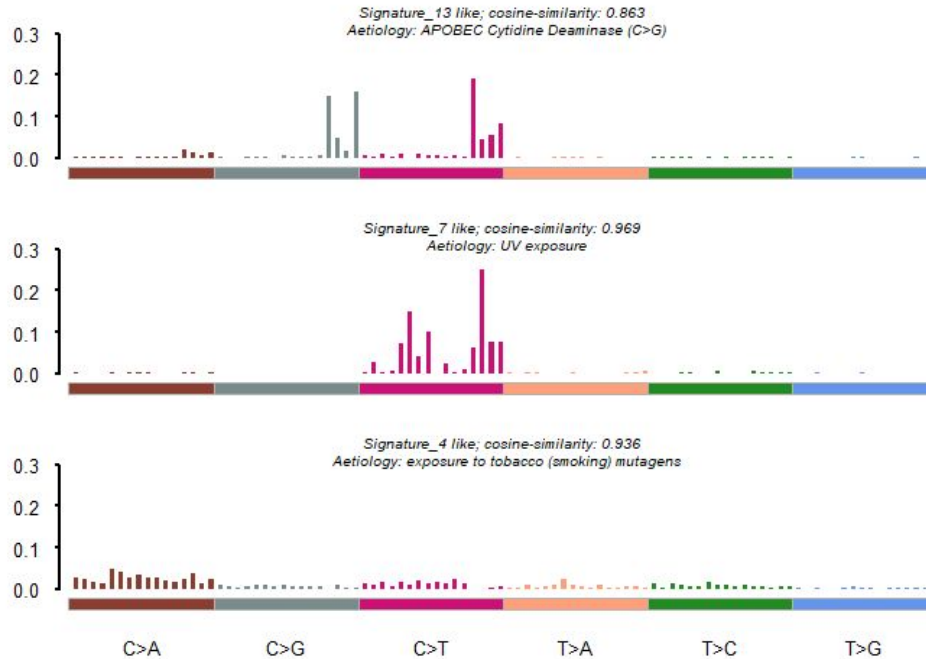 Signature_13 like; cosine-similarity: 0.863
Aetiology: APOBEC Cytidine Deaminase (C>G)
0.3
0.2
0.1
0.0
Signature_7 like; cosine-similarity: 0.969
Aetiology: UV exposure
0.3
0.2
0.1
0.0
Signature_4 like; cosine-similarity: 0.936
Aetiology: exposure to tobacco (smoking) mutagens
0.3
0.2
0.1
0.0
C>A C>G C>T T>A T>C T>G